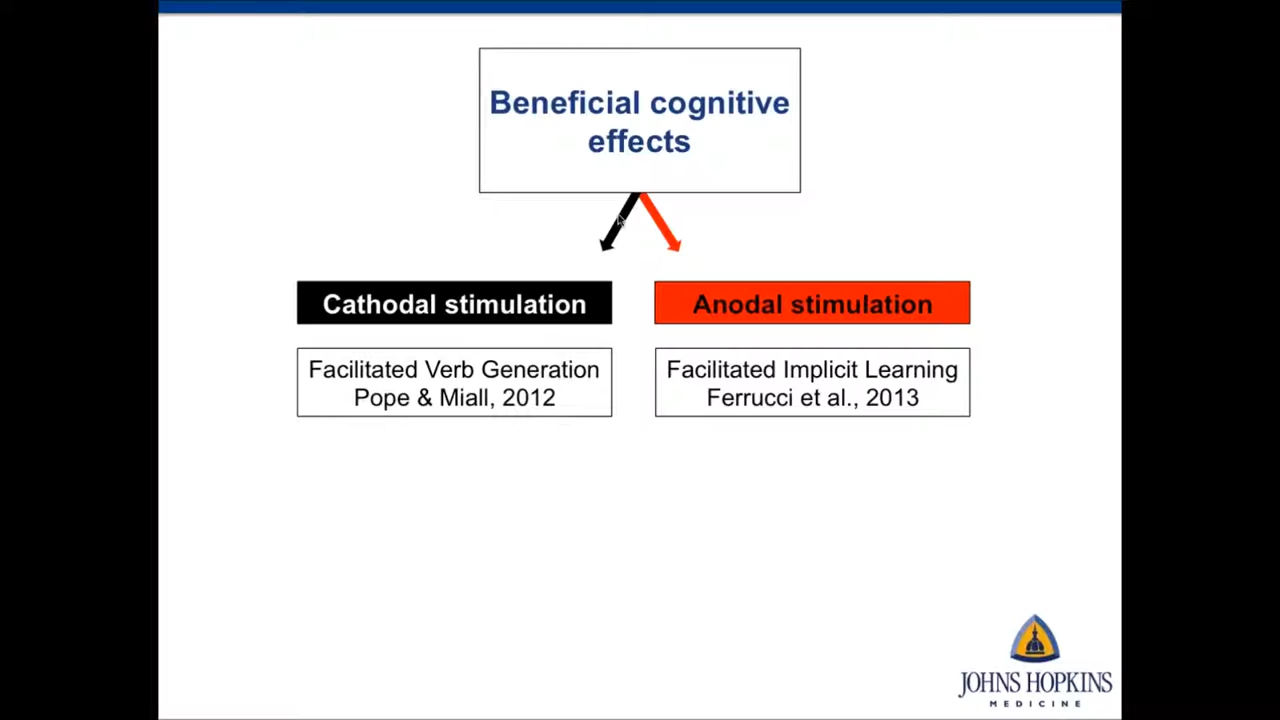 Beneficial cognitive
effects
Cathodal stimulation
Anodal stimulation
Facilitated Verb Generation
Pope & Miall, 2012
Facilitated Implicit Learning
Ferrucci et al., 2013
JOHNS HOPKINS
MEDICINE